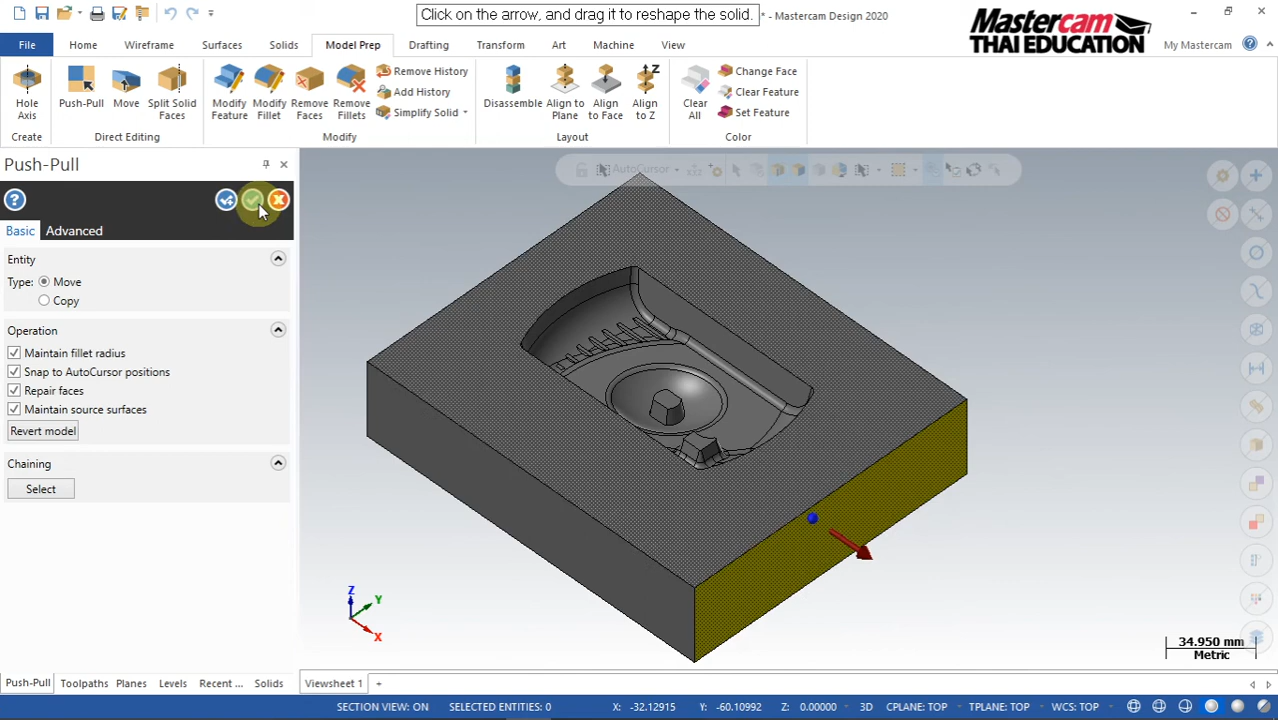 Click on the arrow, and drag it to reshape the solid.
* - Mastercam Design 2020
Mastercam
THAI EDUCATION
File
Home
Wireframe
Surfaces
Solids
Model Prep
Drafting
Transform
Art
Machine
View
My Mastercam
Hole Axis
Push-Pull
Move
Split Solid Faces
Modify Feature
Modify Fillet
Remove Faces
Remove Fillets
Remove History
Add History
Simplify Solid
Disassemble
Align to Plane
Align to Face
Align to Z
Clear All
Change Face
Clear Feature
Set Feature
Create
Direct Editing
Modify
Layout
Color
Push-Pull
Basic
Advanced
Entity
Type:
Move
Copy
Operation
Maintain fillet radius
Snap to AutoCursor positions
Repair faces
Maintain source surfaces
Revert model
Chaining
Select
AutoCursor
Z
Y
X
34.950 mm
Metric
Push-Pull
Toolpaths
Planes
Levels
Recent ...
Solids
Viewsheet 1
+
SECTION VIEW: ON
SELECTED ENTITIES: 0
X: -32.12915
Y: -60.10992
Z: 0.00000
3D
CPLANE: TOP
TPLANE: TOP
WCS: TOP